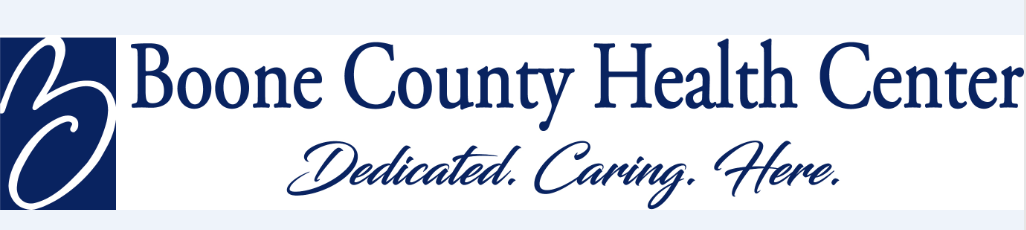 Boone County Health Center
Dedicated. Caring. Here.